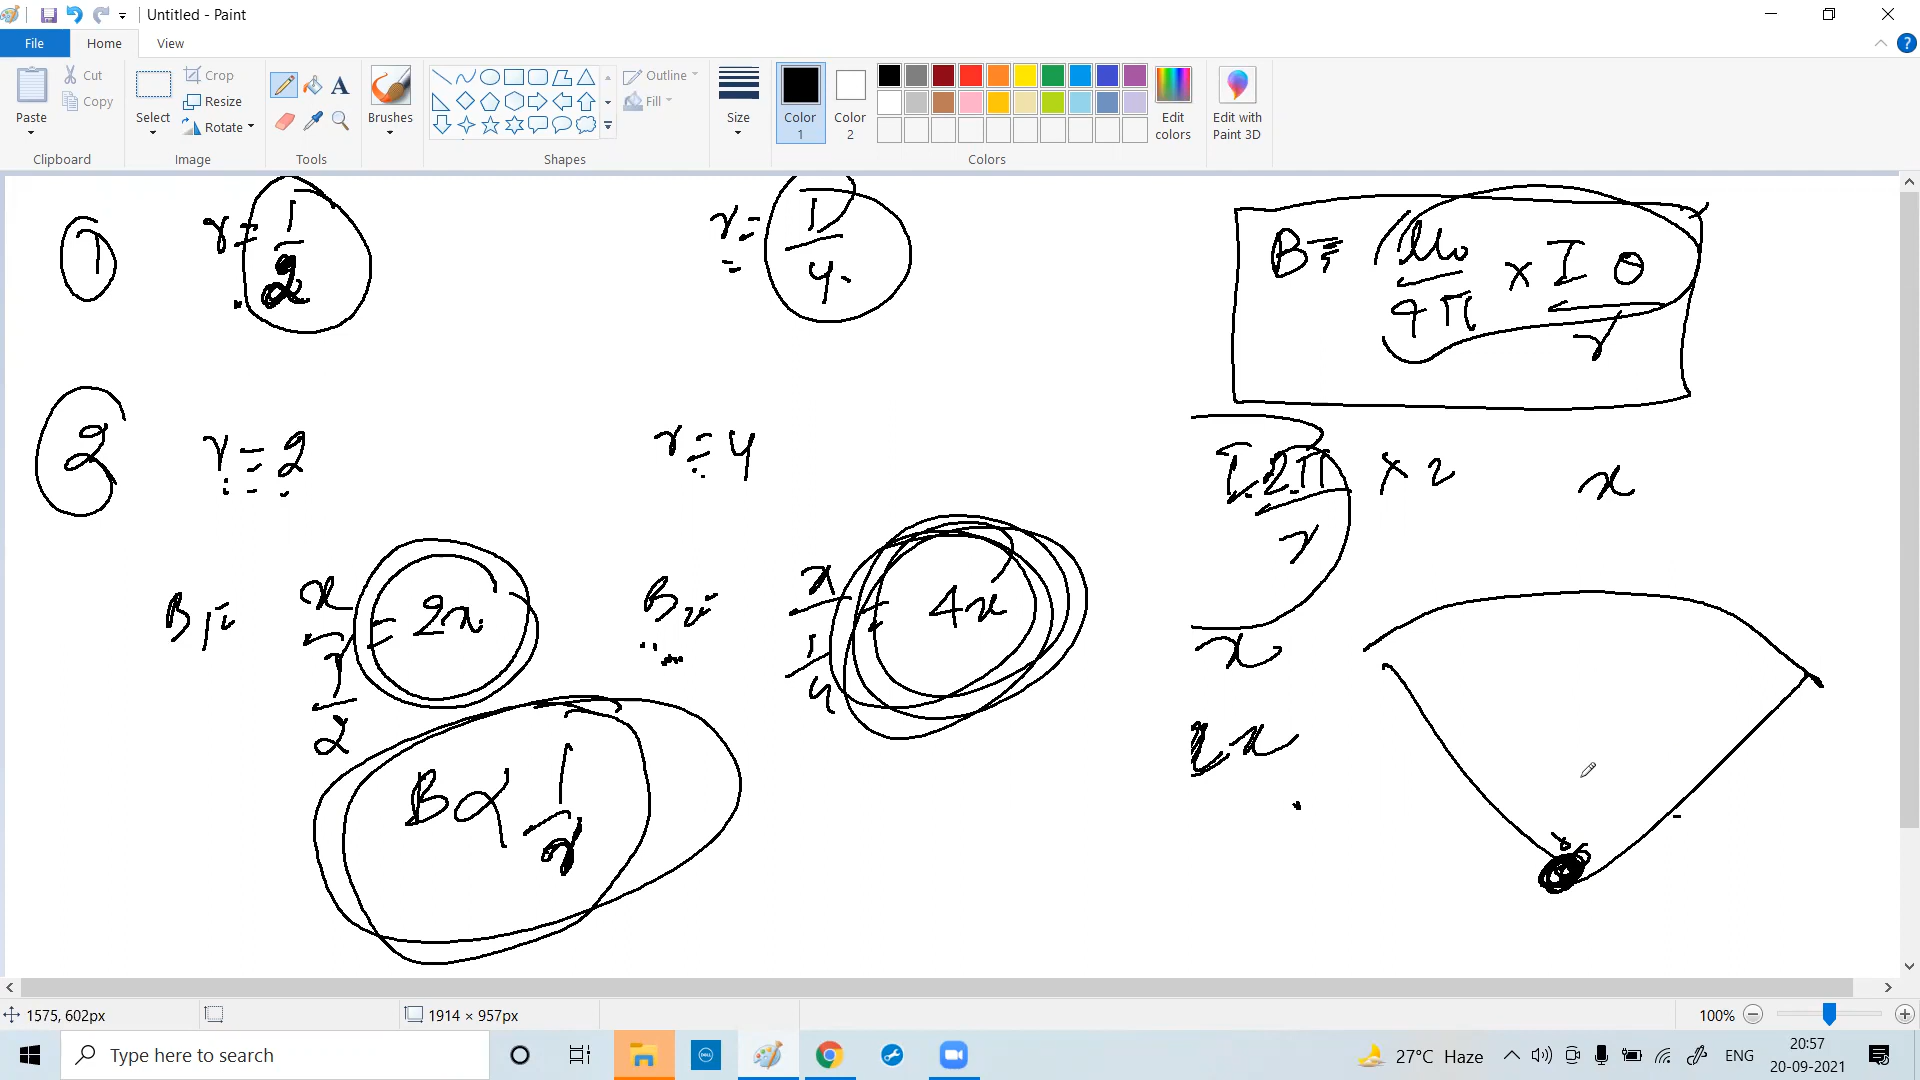 Untitled - Paint
File Home View
Paste
Cut
Copy
Clipboard
Select
Crop
Resize
Rotate
Image
A
Tools
Brushes
Shapes
Outline
Fill
Size
Color 1
Color 2
Edit colors
Colors
Edit with Paint 3D
① r = 1/2 r = 1/4
B = μ₀/4π × I θ/r
② r = 2 r = 4
I.2π/r × 2 x
B₁ = x/(1/2) = 2x B₂ = x/(1/4) = 4x
x
2x
B ∝ 1/r
1575, 602px 1914 × 957px 100%
Type here to search
DELL
27°C Haze
ENG
20:57
20-09-2021